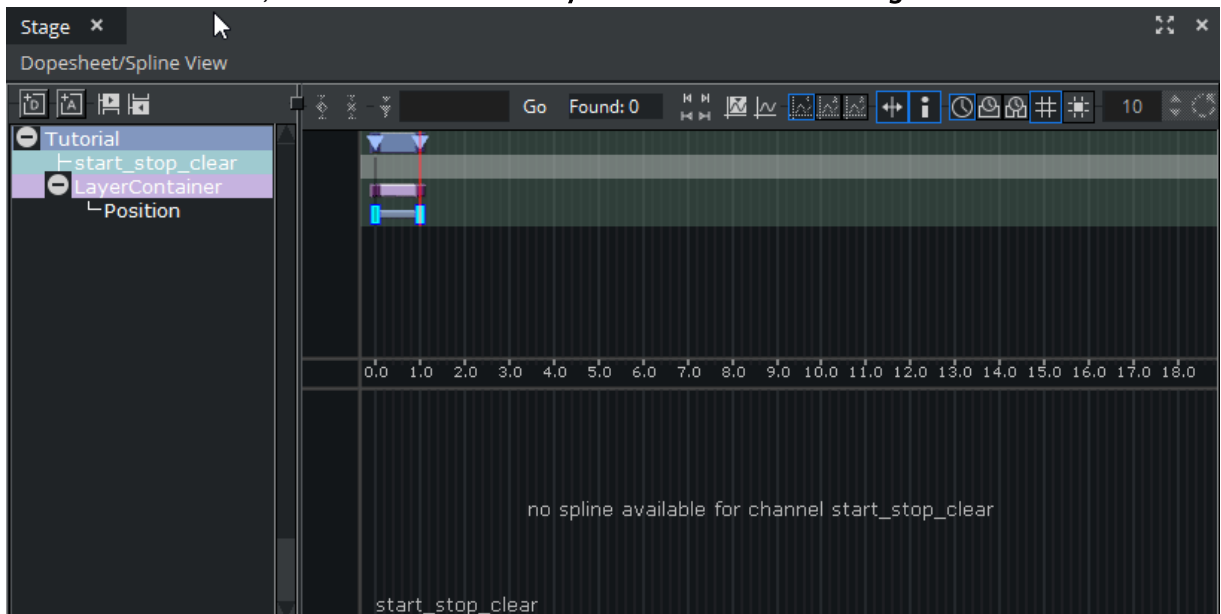 Stage ×
Dopesheet/Spline View
Go Found: 0 10
Tutorial
start_stop_clear
LayerContainer
Position
0.0 1.0 2.0 3.0 4.0 5.0 6.0 7.0 8.0 9.0 10.0 11.0 12.0 13.0 14.0 15.0 16.0 17.0 18.0
no spline available for channel start_stop_clear
start_stop_clear